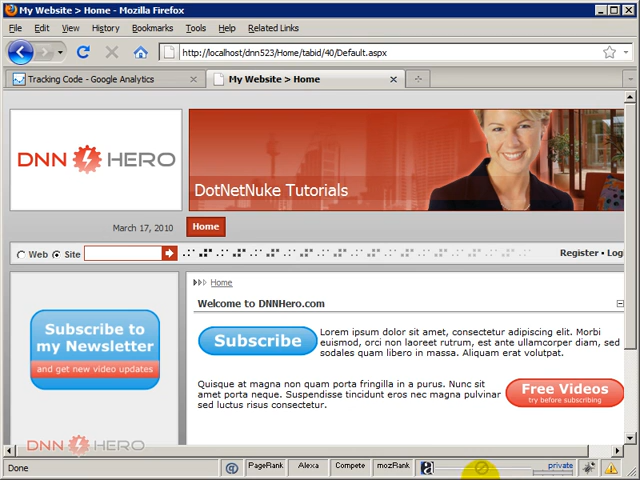 My Website > Home - Mozilla Firefox
File Edit View History Bookmarks Tools Help Related Links
http://localhost/dnn523/Home/tabid/40/Default.aspx
Tracking Code - Google Analytics
My Website > Home
DNN HERO
DotNetNuke Tutorials
March 17, 2010
Home
Web Site
Register • Log
Home
Welcome to DNNHero.com
Subscribe to
my Newsletter
and get new video updates
Subscribe
Lorem ipsum dolor sit amet, consectetur adipiscing elit. Morbi
euismod, orci non laoreet rutrum, est ante ullamcorper diam, sed
sodales quam libero in massa. Aliquam erat volutpat.
Quisque at magna non quam porta fringilla in a purus. Nunc sit
amet porta neque. Suspendisse tincidunt eros nec magna pulvinar
sed luctus risus consectetur.
Free Videos
try before subscribing
DNN HERO
Done
PageRank
Alexa
Compete
mozRank
a
private